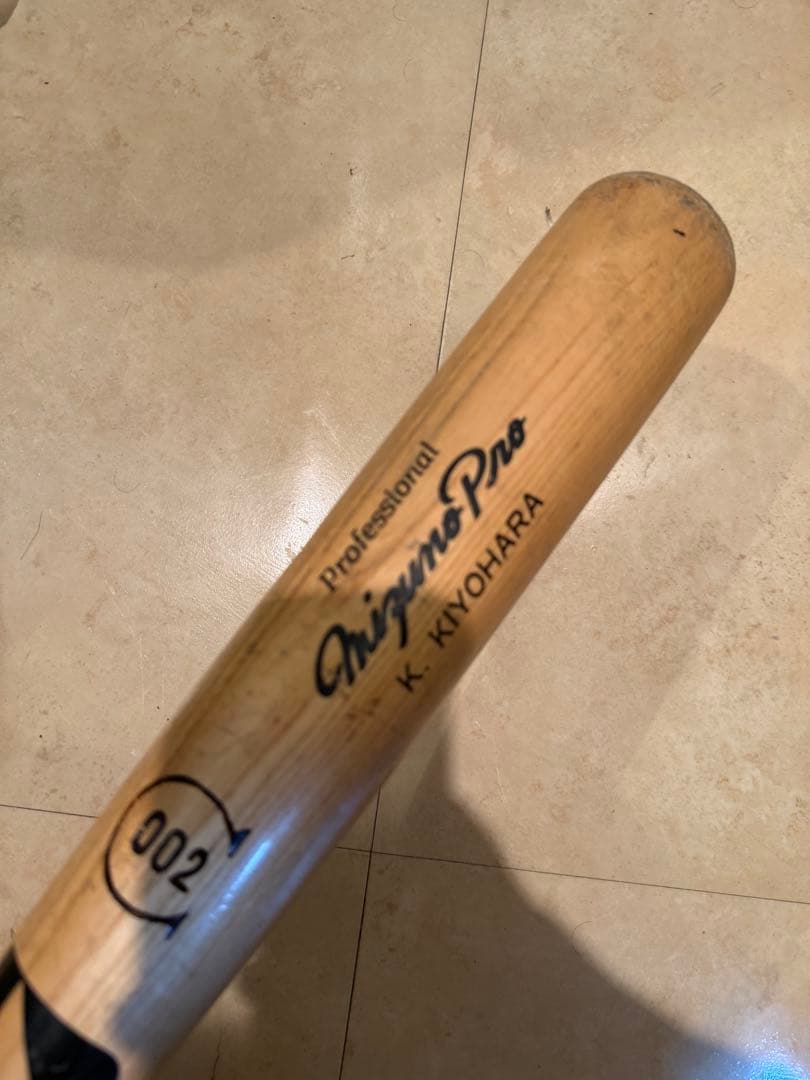 Professional
Mizuno Pro
K. KIYOHARA
002